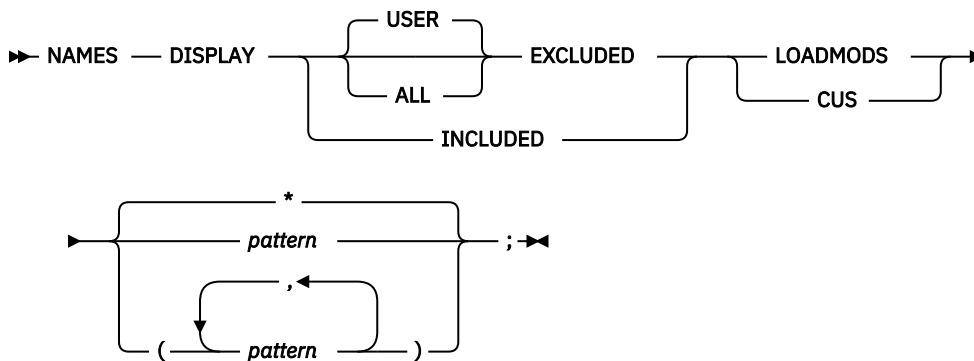 USER
NAMES DISPLAY EXCLUDED LOADMODS
ALL CUS
INCLUDED
*
pattern ;
,
( pattern )